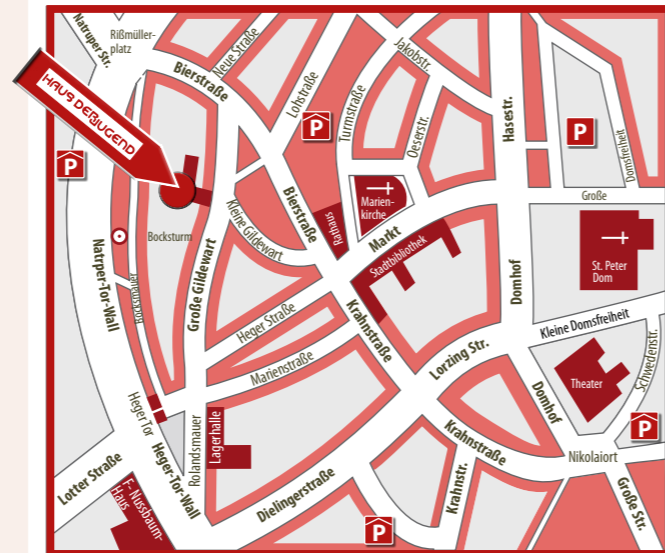 Natruper Str.
Rißmüller-
platz
Neue Straße
Bierstraße
Lohstraße
Jakobstr.
Turmstraße
Oeserstr.
Hasestr.
Domsfreiheit
HAUS DER JUGEND
P
P
P
Große
Marien-
kirche
Rathaus
Bierstraße
Kleine Gildewart
Markt
Stadtbibliothek
Bocksturm
Bocksmauer
Natrper-Tor-Wall
Große Gildewart
Domhof
St. Peter
Dom
Heger Straße
Krahnstraße
Kleine Domsfreiheit
Lorzing Str.
Marienstraße
Schwedenstr.
Theater
Domhof
Heger Tor
Rolandsmauer
Lagerhalle
Krahnstraße
Nikolaiort
P
Lotter Straße
Heger-Tor-Wall
F- Nussbaum-
Haus
Dielingerstraße
Krahnstr.
Große Str.
P